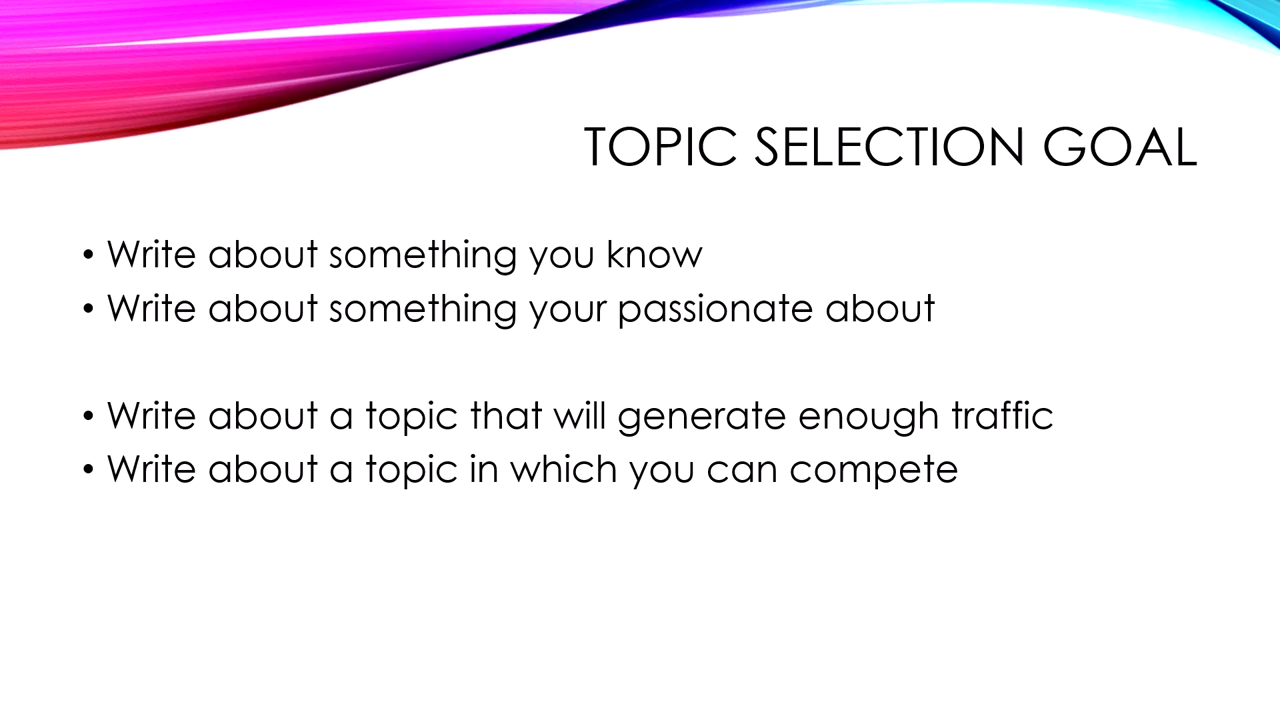 TOPIC SELECTION GOAL
• Write about something you know
• Write about something your passionate about
• Write about a topic that will generate enough traffic
• Write about a topic in which you can compete